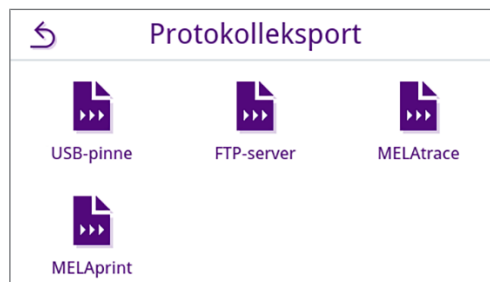 Protokolleksport
USB-pinne
FTP-server
MELAtrace
MELAprint